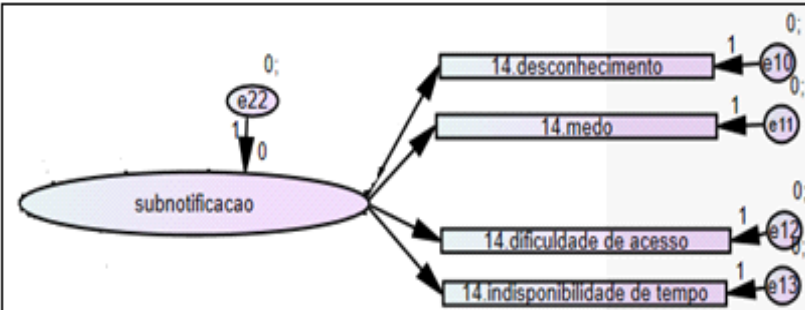 0;
0;
1
14.desconhecimento
e10
0;
e22
0;
1
14.medo
e11
1
0
subnotificacao
0;
1
14.dificuldade de acesso
e12
0;
1
14.indisponibilidade de tempo
e13